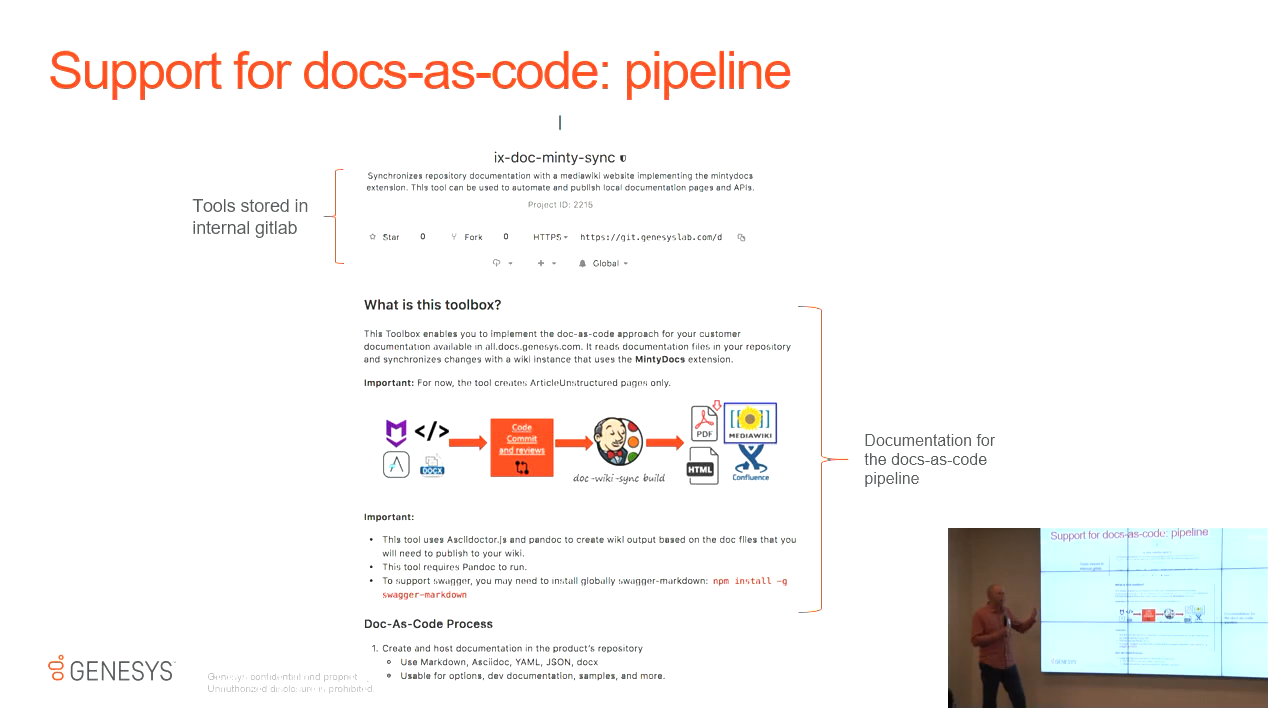 Support for docs-as-code: pipeline
ix-doc-minty-sync
Synchronizes repository documentation with a mediawiki website implementing the mintydocs
extension. This tool can be used to automate and publish local documentation pages and APIs.
Project ID: 2215
Tools stored in
internal gitlab
Star 0 Fork 0 HTTPS https://git.genesyslab.com/d
Global
What is this toolbox?
This Toolbox enables you to implement the doc-as-code approach for your customer
documentation available in all.docs.genesys.com. It reads documentation files in your repository
and synchronizes changes with a wiki instance that uses the MintyDocs extension.
Important: For now, the tool creates ArticleUnstructured pages only.
</>
DOCX
Code
Commit
and reviews
doc-wiki-sync build
PDF
MEDIAWIKI
HTML
Confluence
Documentation for
the docs-as-code
pipeline
Important:
• This tool uses Asciidoctor.js and pandoc to create wiki output based on the doc files that you
will need to publish to your wiki.
• This tool requires Pandoc to run.
• To support swagger, you may need to install globally swagger-markdown: npm install -g
swagger-markdown
Doc-As-Code Process
1. Create and host documentation in the product's repository
Use Markdown, Asciidoc, YAML, JSON, docx
Usable for options, dev documentation, samples, and more.
GENESYS
Genesys confidential and
Unauthorized disclosure is prohibited.
Support for docs-as-code: pipeline
GENESYS